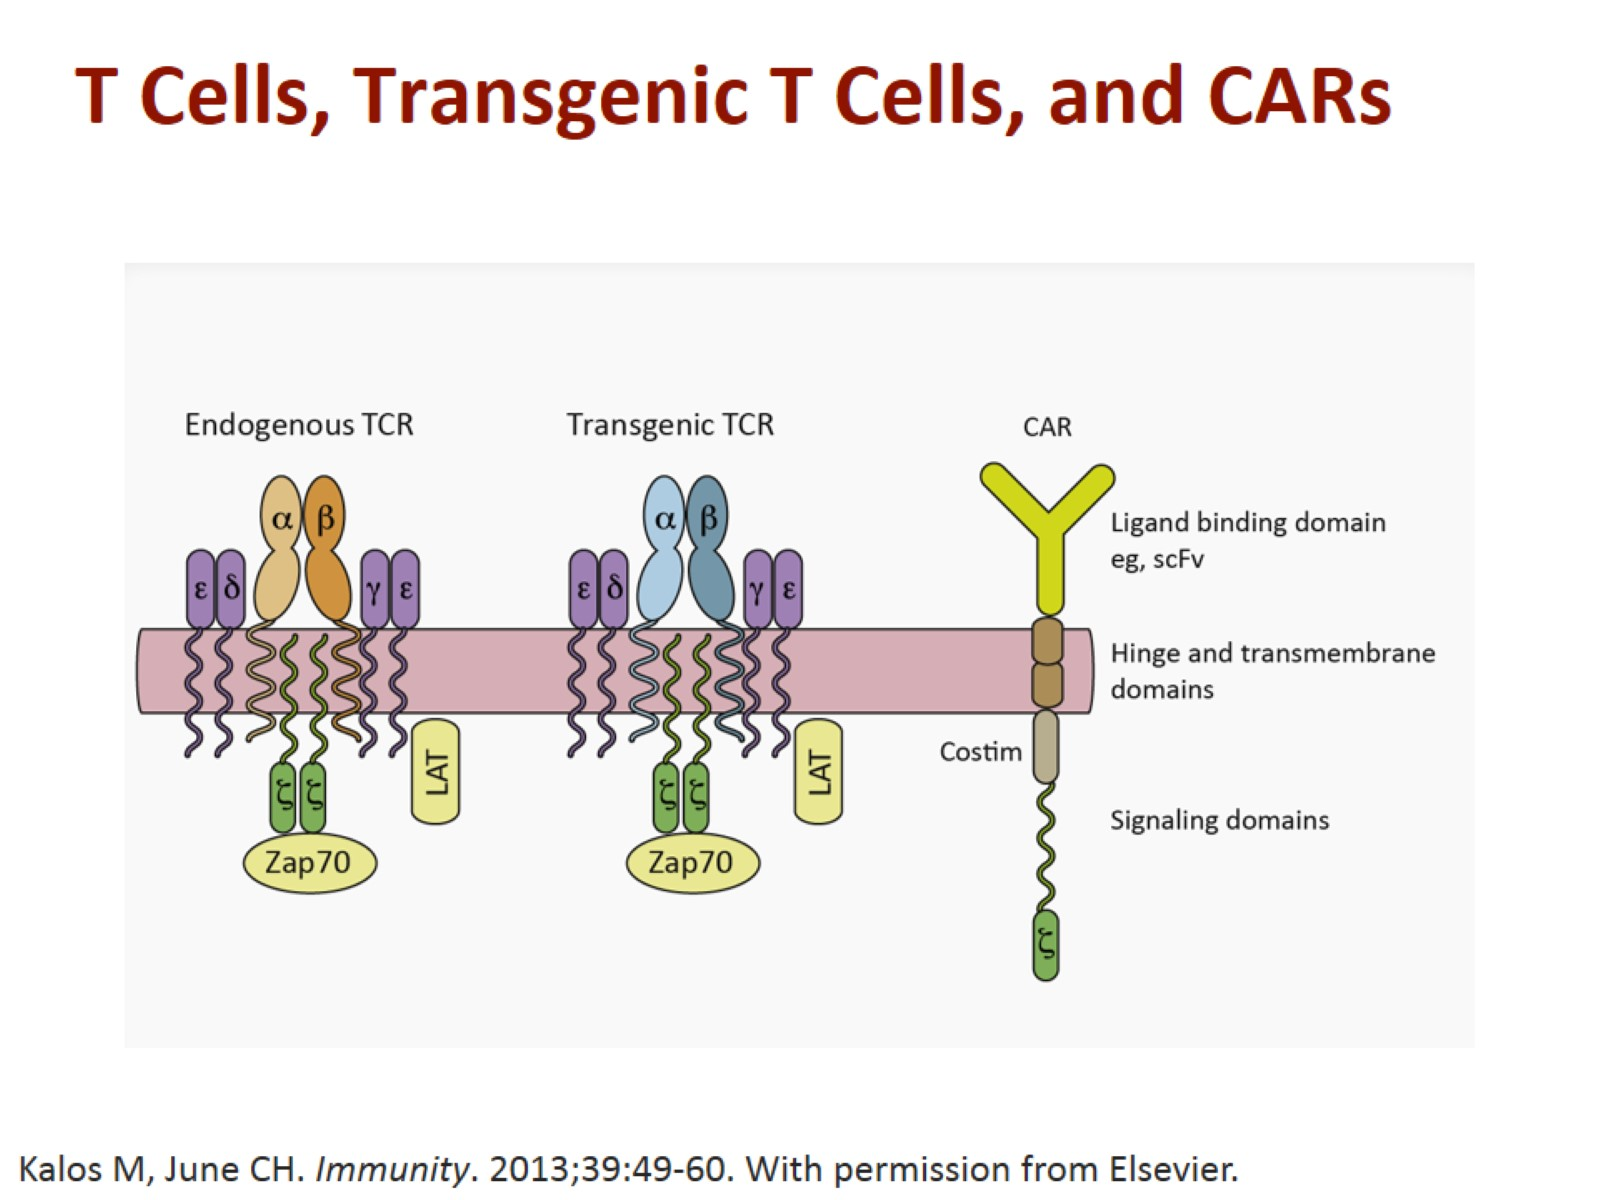 T Cells, Transgenic T Cells, and CARs
Endogenous TCR
α β
ε δ
γ ε
LAT
ζ ζ
Zap70
Transgenic TCR
α β
ε δ
γ ε
LAT
ζ ζ
Zap70
CAR
Ligand binding domain
eg, scFv
Hinge and transmembrane
domains
Costim
Signaling domains
ζ
Kalos M, June CH. Immunity. 2013;39:49-60. With permission from Elsevier.